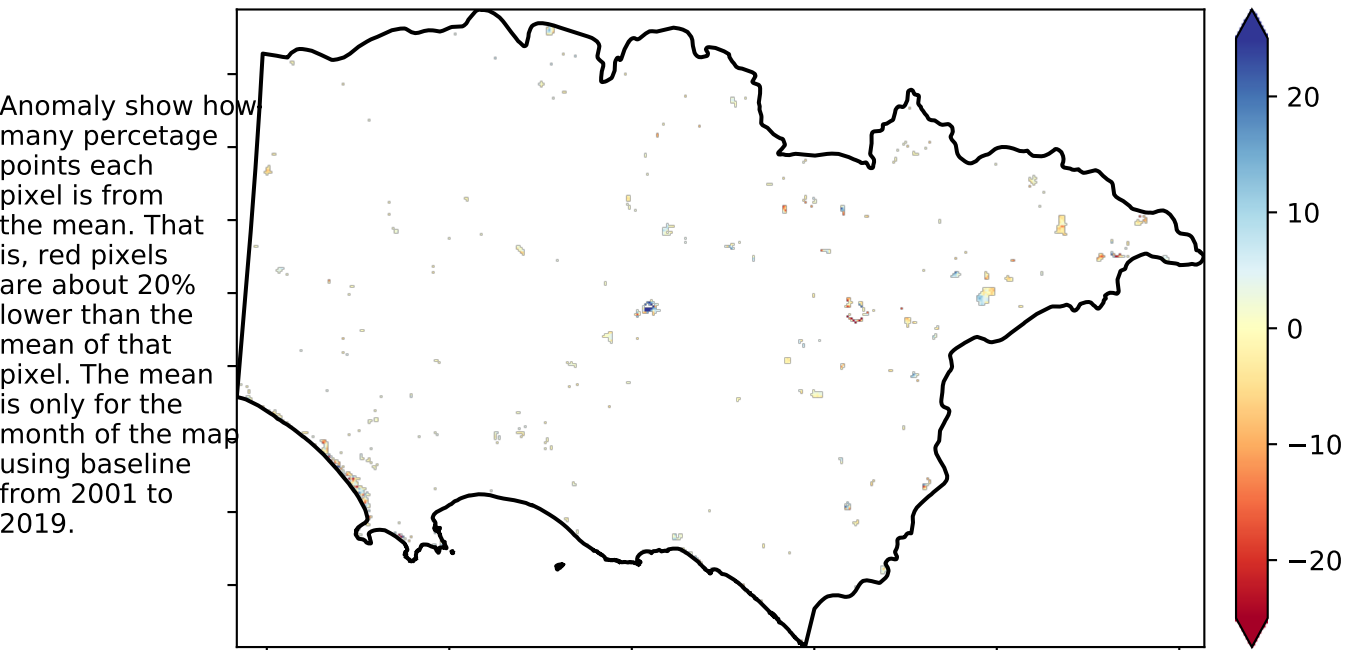 Anomaly show how
many percetage
points each
pixel is from
the mean. That
is, red pixels
are about 20%
lower than the
mean of that
pixel. The mean
is only for the
month of the map
using baseline
from 2001 to
2019.
20
10
0
−10
−20